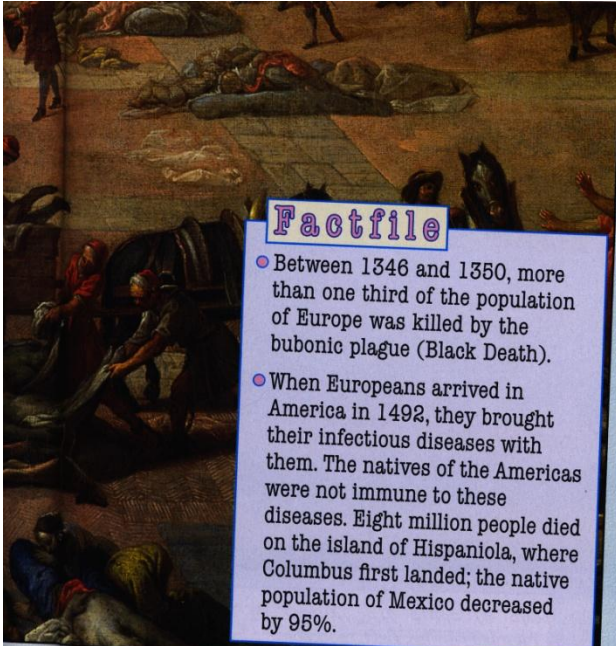 Factfile
Between 1346 and 1350, more
than one third of the population
of Europe was killed by the
bubonic plague (Black Death).
When Europeans arrived in
America in 1492, they brought
their infectious diseases with
them. The natives of the Americas
were not immune to these
diseases. Eight million people died
on the island of Hispaniola, where
Columbus first landed; the native
population of Mexico decreased
by 95%.